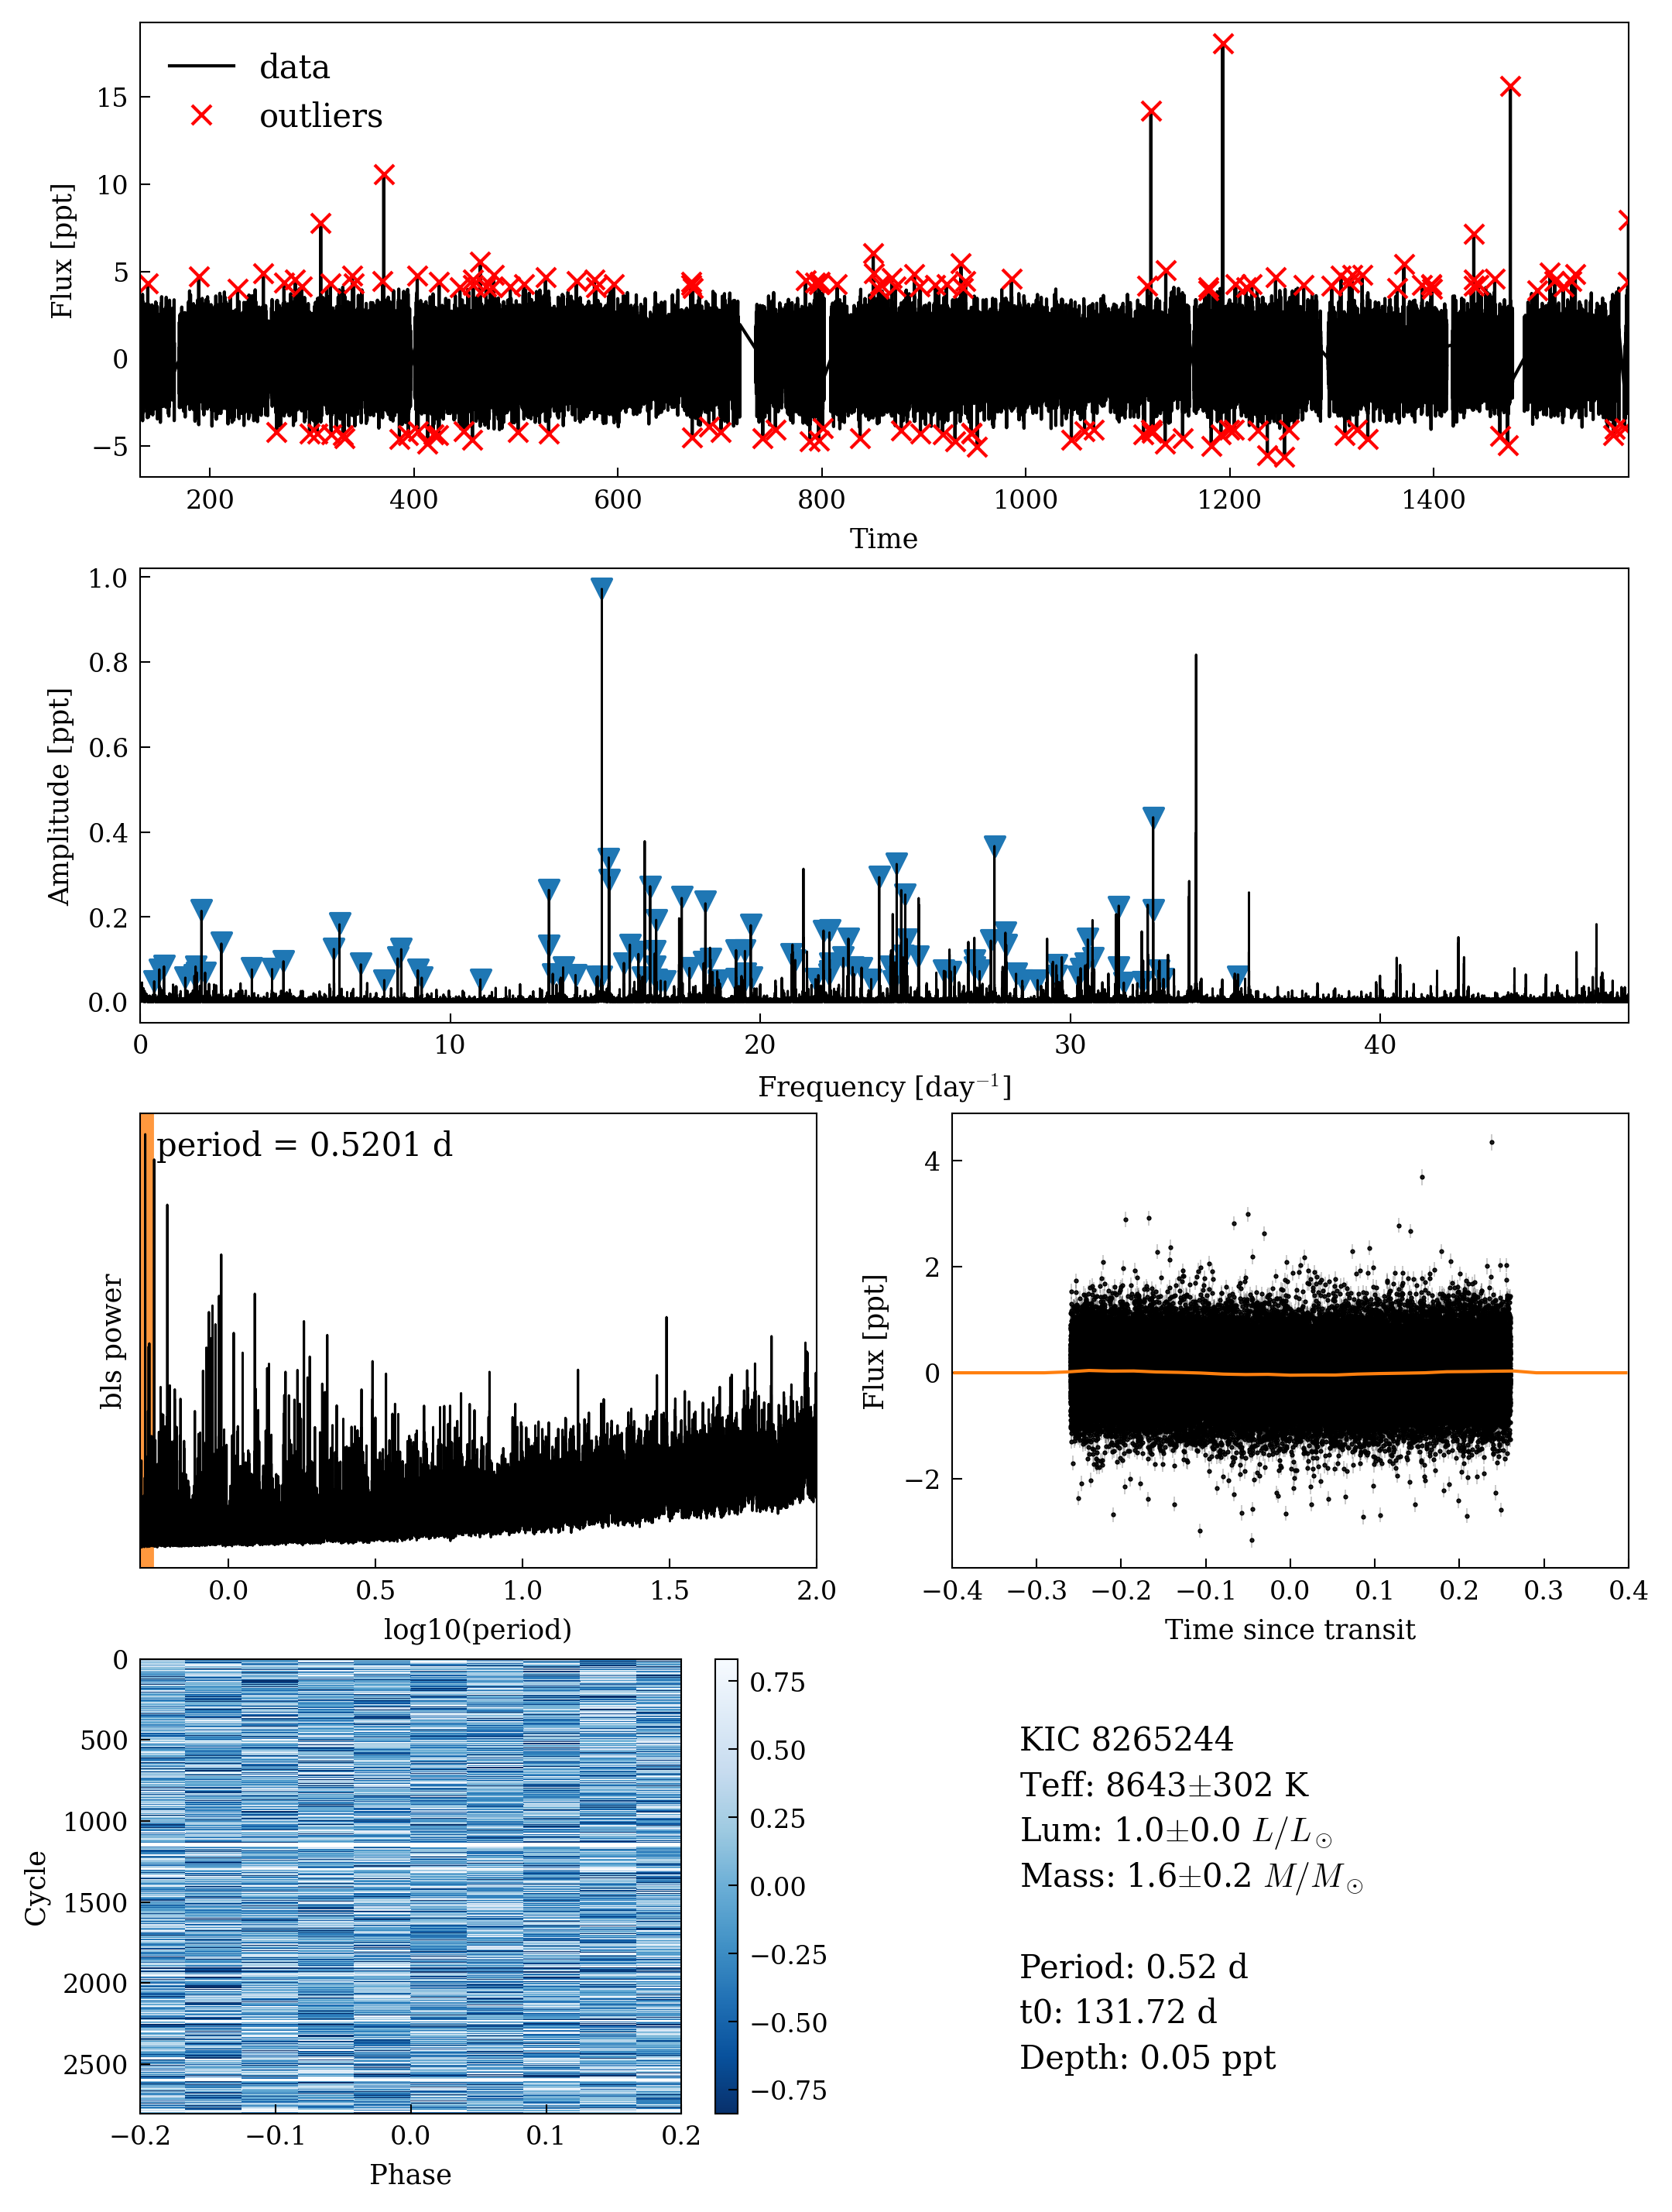 data
outliers
15
10
5
0
−5
Flux [ppt]
200 400 600 800 1000 1200 1400
Time
1.0
0.8
0.6
0.4
0.2
0.0
Amplitude [ppt]
0 10 20 30 40
Frequency [day⁻¹]
period = 0.5201 d
bls power
0.0 0.5 1.0 1.5 2.0
log10(period)
4
2
0
−2
Flux [ppt]
−0.4 −0.3 −0.2 −0.1 0.0 0.1 0.2 0.3 0.4
Time since transit
0
500
1000
1500
2000
2500
Cycle
−0.2 −0.1 0.0 0.1 0.2
Phase
0.75
0.50
0.25
0.00
−0.25
−0.50
−0.75
KIC 8265244
Teff: 8643±302 K
Lum: 1.0±0.0 L/L⊙
Mass: 1.6±0.2 M/M⊙
Period: 0.52 d
t0: 131.72 d
Depth: 0.05 ppt